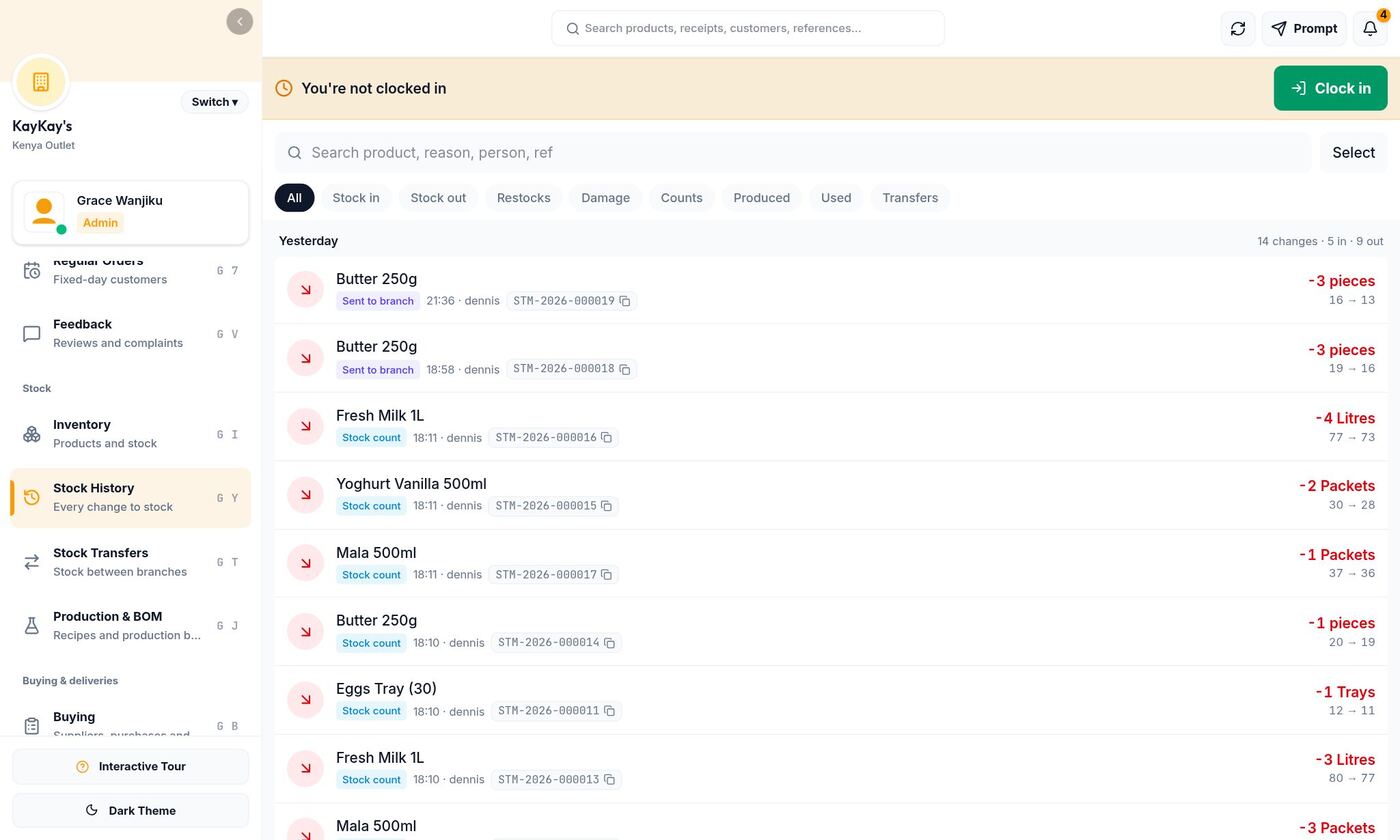 Search products, receipts, customers, references...
Prompt
4
KayKay's
Kenya Outlet
Switch ▾
You're not clocked in
Clock in
Grace Wanjiku
Admin
Regular Orders
Fixed-day customers
G 7
Feedback
Reviews and complaints
G V
Stock
Inventory
Products and stock
G I
Stock History
Every change to stock
G Y
Stock Transfers
Stock between branches
G T
Production & BOM
Recipes and production b...
G J
Buying & deliveries
Buying
Suppliers, purchases and
G B
Interactive Tour
Dark Theme
Search product, reason, person, ref
Select
All
Stock in
Stock out
Restocks
Damage
Counts
Produced
Used
Transfers
Yesterday
14 changes · 5 in · 9 out
Butter 250g
Sent to branch 21:36 · dennis STM-2026-000019
-3 pieces
16 → 13
Butter 250g
Sent to branch 18:58 · dennis STM-2026-000018
-3 pieces
19 → 16
Fresh Milk 1L
Stock count 18:11 · dennis STM-2026-000016
-4 Litres
77 → 73
Yoghurt Vanilla 500ml
Stock count 18:11 · dennis STM-2026-000015
-2 Packets
30 → 28
Mala 500ml
Stock count 18:11 · dennis STM-2026-000017
-1 Packets
37 → 36
Butter 250g
Stock count 18:10 · dennis STM-2026-000014
-1 pieces
20 → 19
Eggs Tray (30)
Stock count 18:10 · dennis STM-2026-000011
-1 Trays
12 → 11
Fresh Milk 1L
Stock count 18:10 · dennis STM-2026-000013
-3 Litres
80 → 77
Mala 500ml
-3 Packets